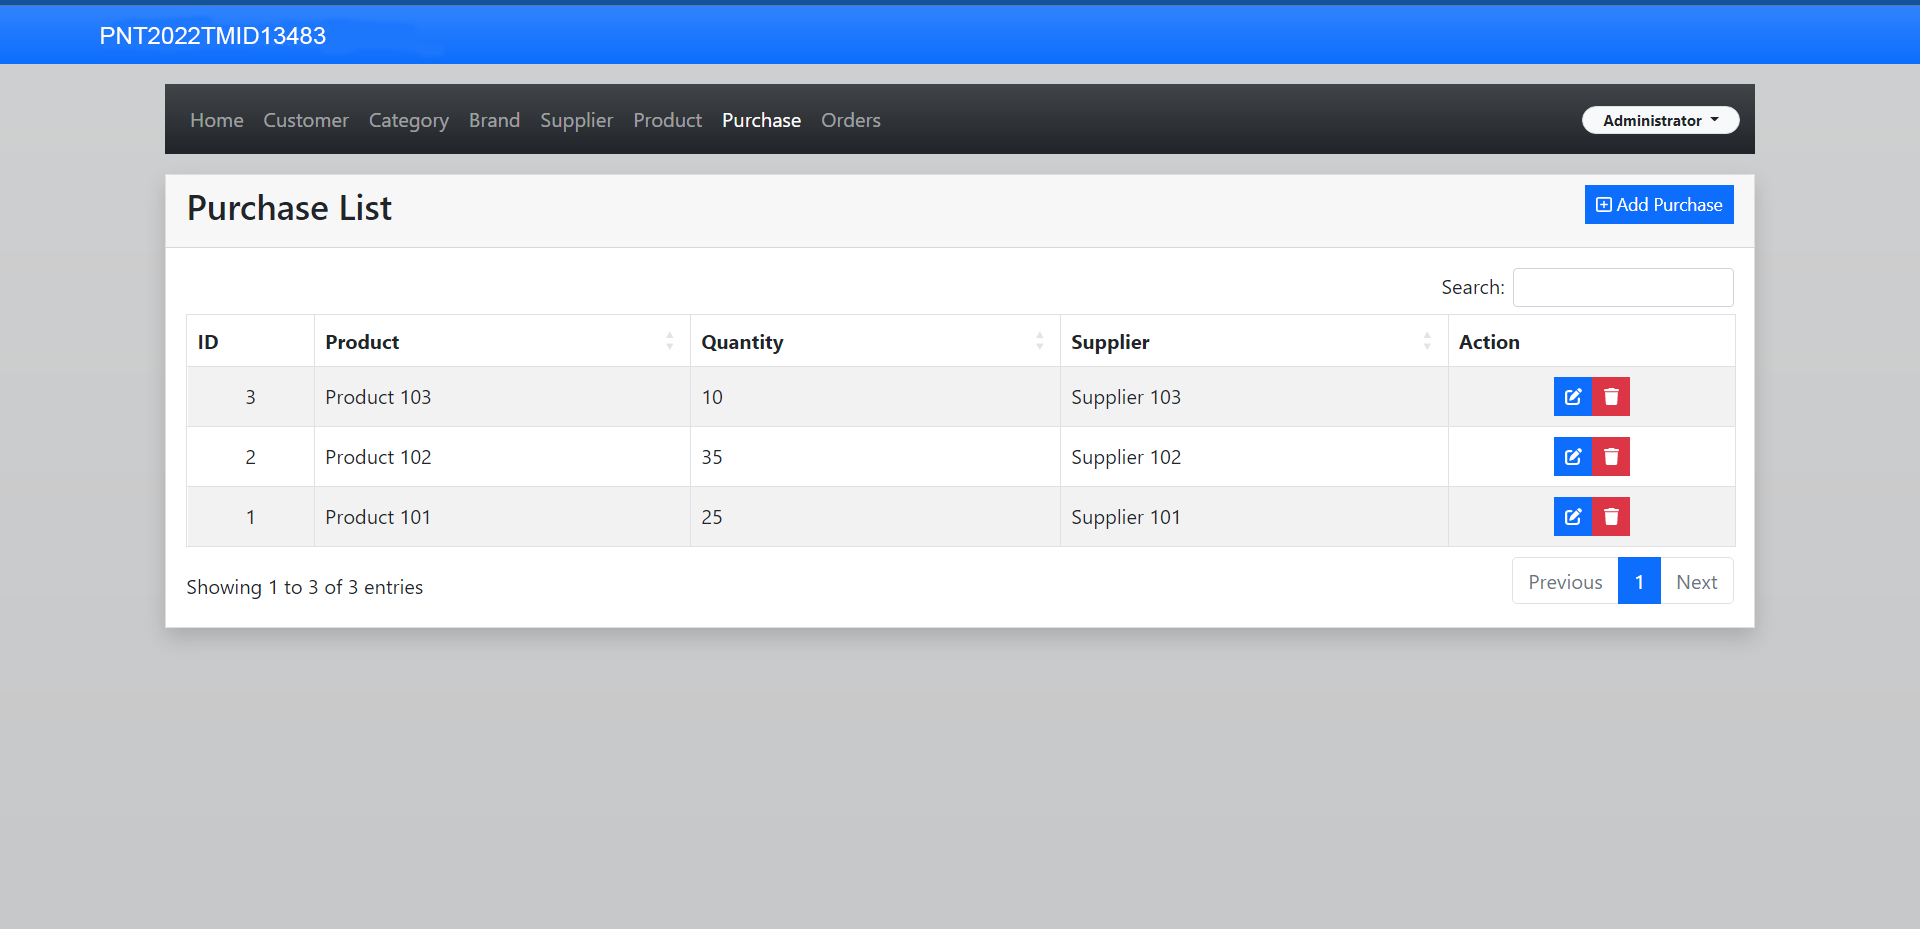 PNT2022TMID13483
Home Customer Category Brand Supplier Product Purchase Orders Administrator
Purchase List Add Purchase
Search:
ID Product Quantity Supplier Action
3 Product 103 10 Supplier 103
2 Product 102 35 Supplier 102
1 Product 101 25 Supplier 101
Showing 1 to 3 of 3 entries Previous 1 Next